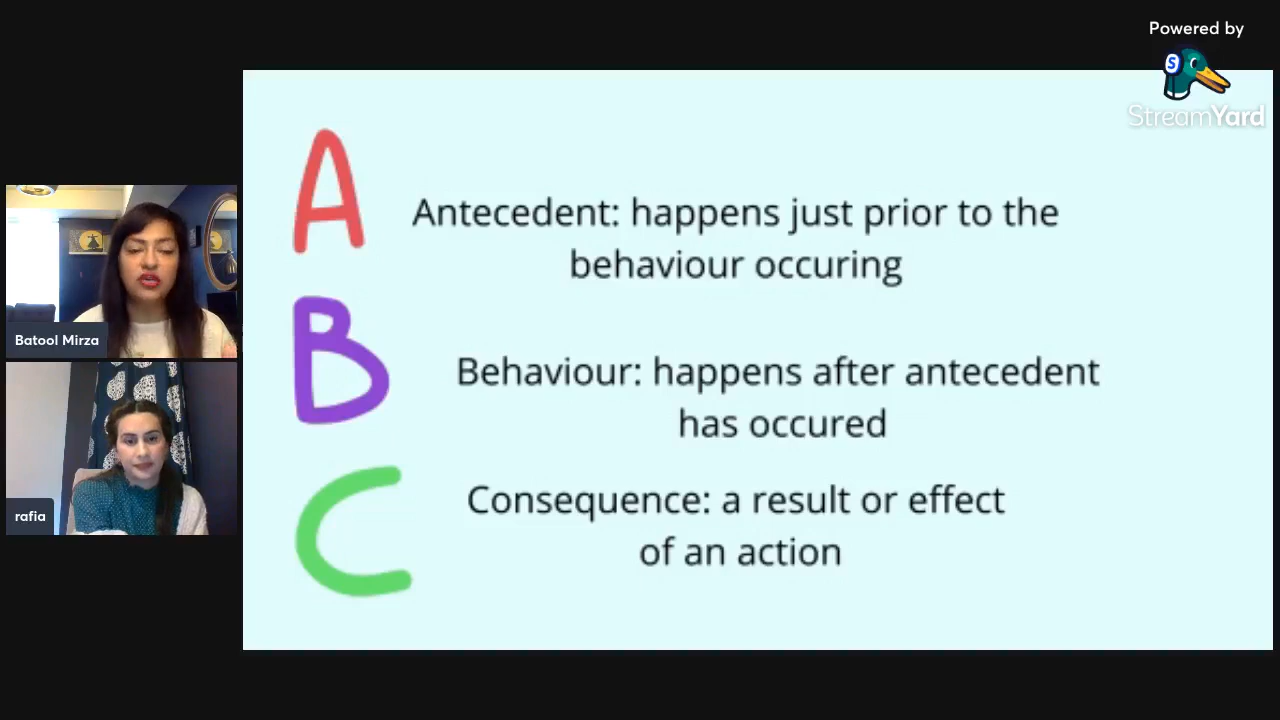 Powered by
S
StreamYard
A
Antecedent: happens just prior to the
behaviour occuring
B
Behaviour: happens after antecedent
has occured
C
Consequence: a result or effect
of an action
Batool Mirza
rafia